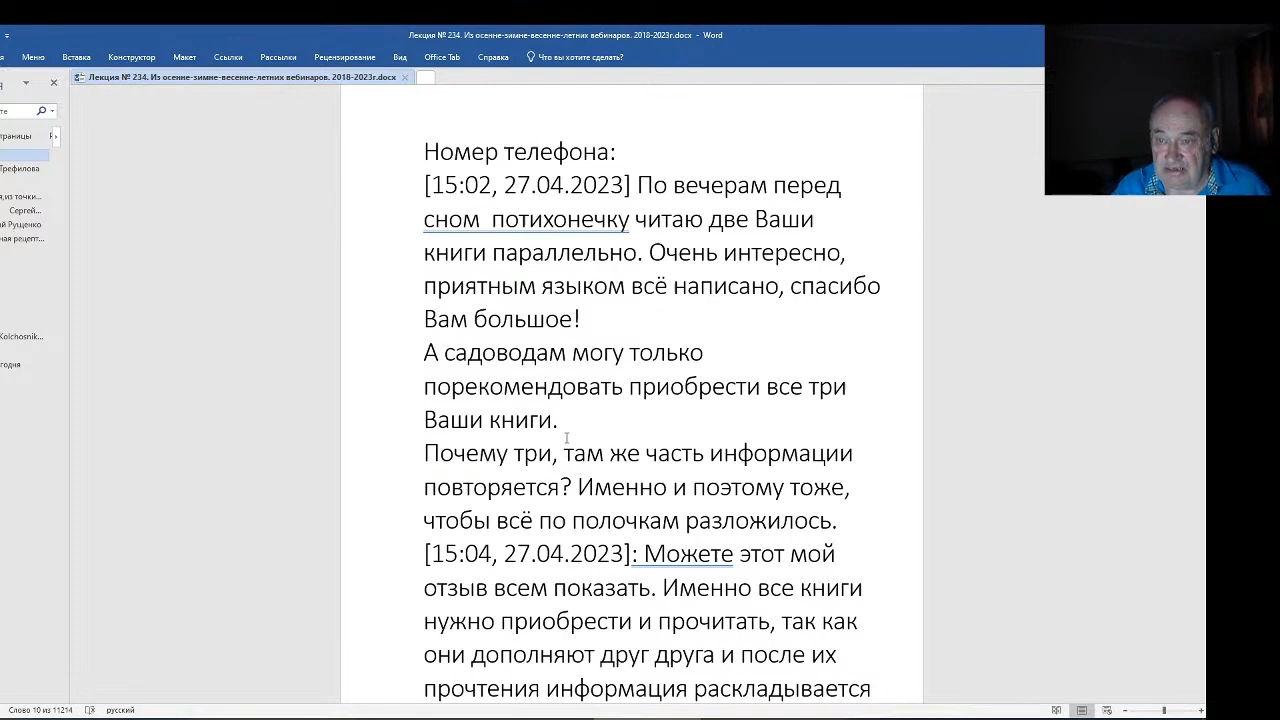 Лекция № 234. Из осенне-зимне-весенне-летних вебинаров. 2018-2023г.docx - Word
Меню Вставка Конструктор Макет Ссылки Рассылки Рецензирование Вид Office Tab Справка Что вы хотите сделать?
Лекция № 234. Из осенне-зимне-весенне-летних вебинаров. 2018-2023г.docx
Номер телефона:
[15:02, 27.04.2023] По вечерам перед
сном потихонечку читаю две Ваши
книги параллельно. Очень интересно,
приятным языком всё написано, спасибо
Вам большое!
А садоводам могу только
порекомендовать приобрести все три
Ваши книги.
Почему три, там же часть информации
повторяется? Именно и поэтому тоже,
чтобы всё по полочкам разложилось.
[15:04, 27.04.2023]: Можете этот мой
отзыв всем показать. Именно все книги
нужно приобрести и прочитать, так как
они дополняют друг друга и после их
прочтения информация раскладывается
Трефилова
Сергей...
Рущенко
Kolchosnik...
Слово 10 из 11214 русский